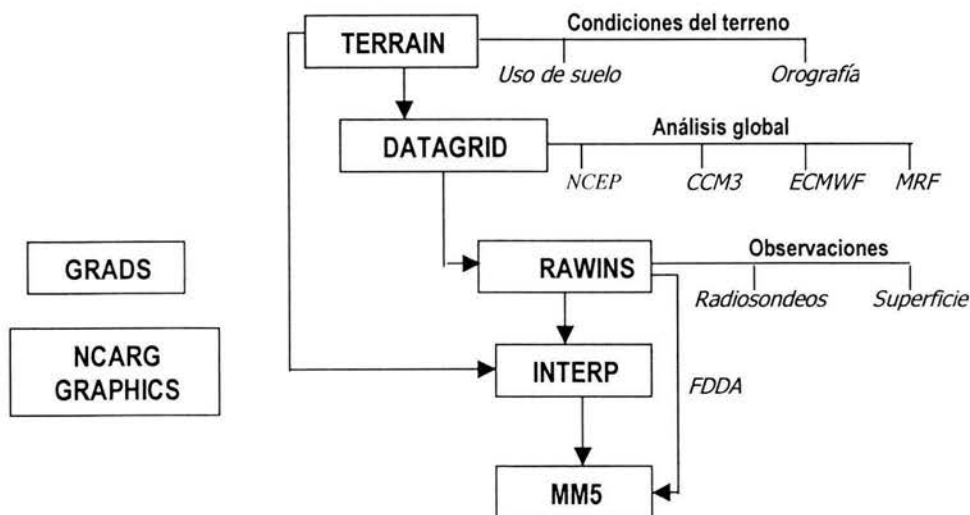 TERRAIN
Condiciones del terreno
Uso de suelo
Orografía
DATAGRID
Análisis global
NCEP
CCM3
ECMWF
MRF
GRADS
RAWINS
Observaciones
Radiosondeos
Superficie
NCARG
GRAPHICS
INTERP
FDDA
MM5